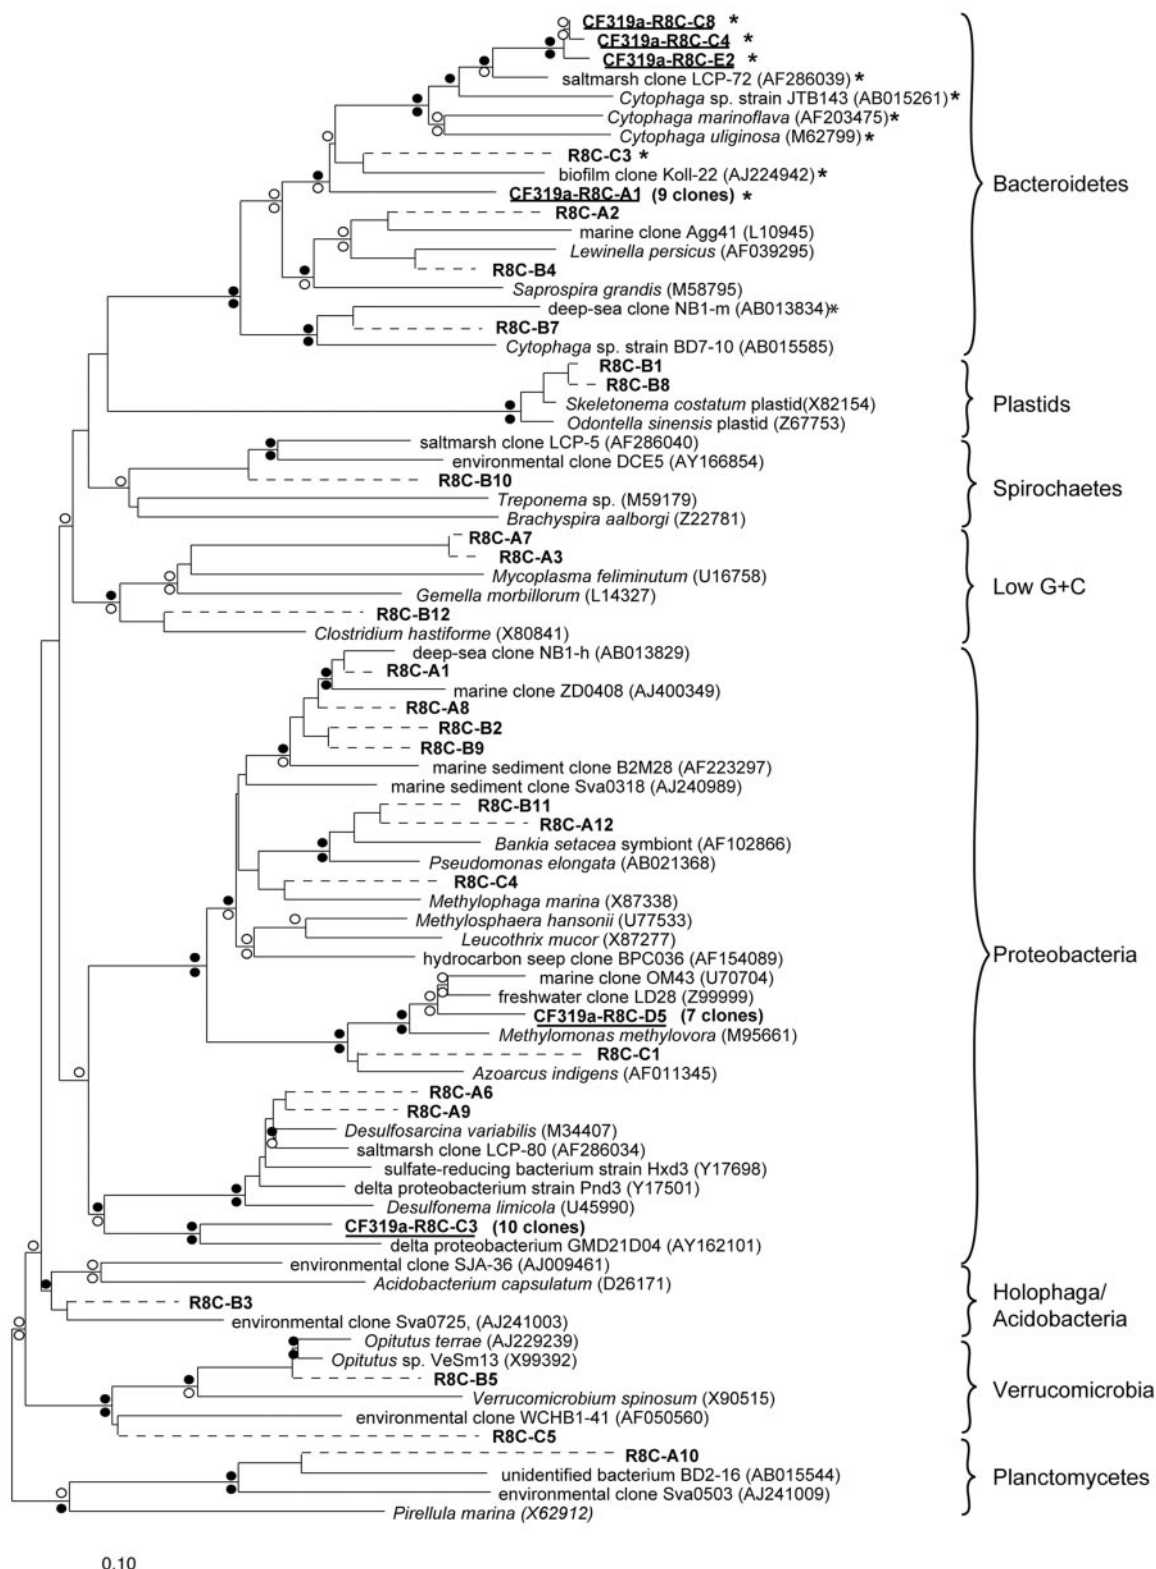 CF319a-R8C-C8 *
CF319a-R8C-C4 *
CF319a-R8C-E2 *
saltmarsh clone LCP-72 (AF286039) *
Cytophaga sp. strain JTB143 (AB015261) *
Cytophaga marinoflava (AF203475) *
Cytophaga uliginosa (M62799) *
R8C-C3 *
biofilm clone Koll-22 (AJ224942) *
Bacteroidetes
CF319a-R8C-A1 (9 clones) *
R8C-A2
marine clone Agg41 (L10945)
Lewinella persicus (AF039295)
R8C-B4
Saprospira grandis (M58795)
deep-sea clone NB1-m (AB013834)*
R8C-B7
Cytophaga sp. strain BD7-10 (AB015585)
R8C-B1
R8C-B8
Skeletonema costatum plastid(X82154)
Plastids
Odontella sinensis plastid (Z67753)
saltmarsh clone LCP-5 (AF286040)
environmental clone DCE5 (AY166854)
R8C-B10
Spirochaetes
Treponema sp. (M59179)
Brachyspira aalborgi (Z22781)
R8C-A7
R8C-A3
Mycoplasma feliminutum (U16758)
Low G+C
Gemella morbillorum (L14327)
R8C-B12
Clostridium hastiforme (X80841)
deep-sea clone NB1-h (AB013829)
R8C-A1
marine clone ZD0408 (AJ400349)
R8C-A8
R8C-B2
R8C-B9
marine sediment clone B2M28 (AF223297)
marine sediment clone Sva0318 (AJ240989)
R8C-B11
R8C-A12
Bankia setacea symbiont (AF102866)
Pseudomonas elongata (AB021368)
R8C-C4
Methylophaga marina (X87338)
Methylosphaera hansonii (U77533)
Leucothrix mucor (X87277)
Proteobacteria
hydrocarbon seep clone BPC036 (AF154089)
marine clone OM43 (U70704)
freshwater clone LD28 (Z99999)
CF319a-R8C-D5 (7 clones)
Methylomonas methylovora (M95661)
R8C-C1
Azoarcus indigens (AF011345)
R8C-A6
R8C-A9
Desulfosarcina variabilis (M34407)
saltmarsh clone LCP-80 (AF286034)
sulfate-reducing bacterium strain Hxd3 (Y17698)
delta proteobacterium strain Pnd3 (Y17501)
Desulfonema limicola (U45990)
CF319a-R8C-C3 (10 clones)
delta proteobacterium GMD21D04 (AY162101)
environmental clone SJA-36 (AJ009461)
Acidobacterium capsulatum (D26171)
Holophaga/
Acidobacteria
R8C-B3
environmental clone Sva0725, (AJ241003)
Opitutus terrae (AJ229239)
Opitutus sp. VeSm13 (X99392)
R8C-B5
Verrucomicrobia
Verrucomicrobium spinosum (X90515)
environmental clone WCHB1-41 (AF050560)
R8C-C5
R8C-A10
unidentified bacterium BD2-16 (AB015544)
Planctomycetes
environmental clone Sva0503 (AJ241009)
Pirellula marina (X62912)
0.10